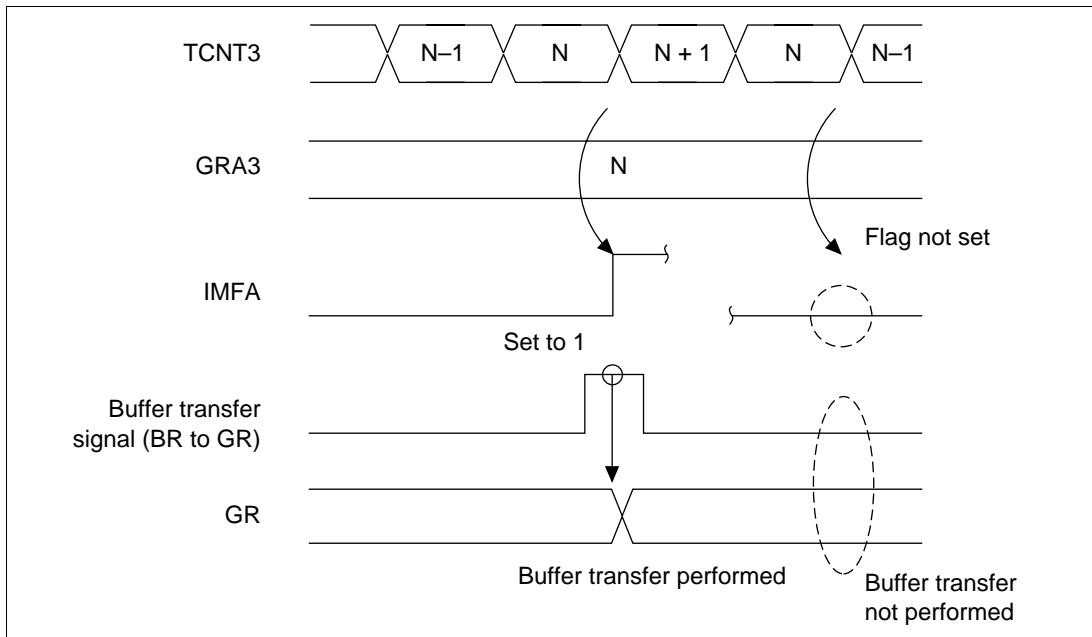 TCNT3
N–1
N
N + 1
N
N–1
GRA3
N
Flag not set
IMFA
Set to 1
Buffer transfer
signal (BR to GR)
GR
Buffer transfer performed
Buffer transfer
not performed